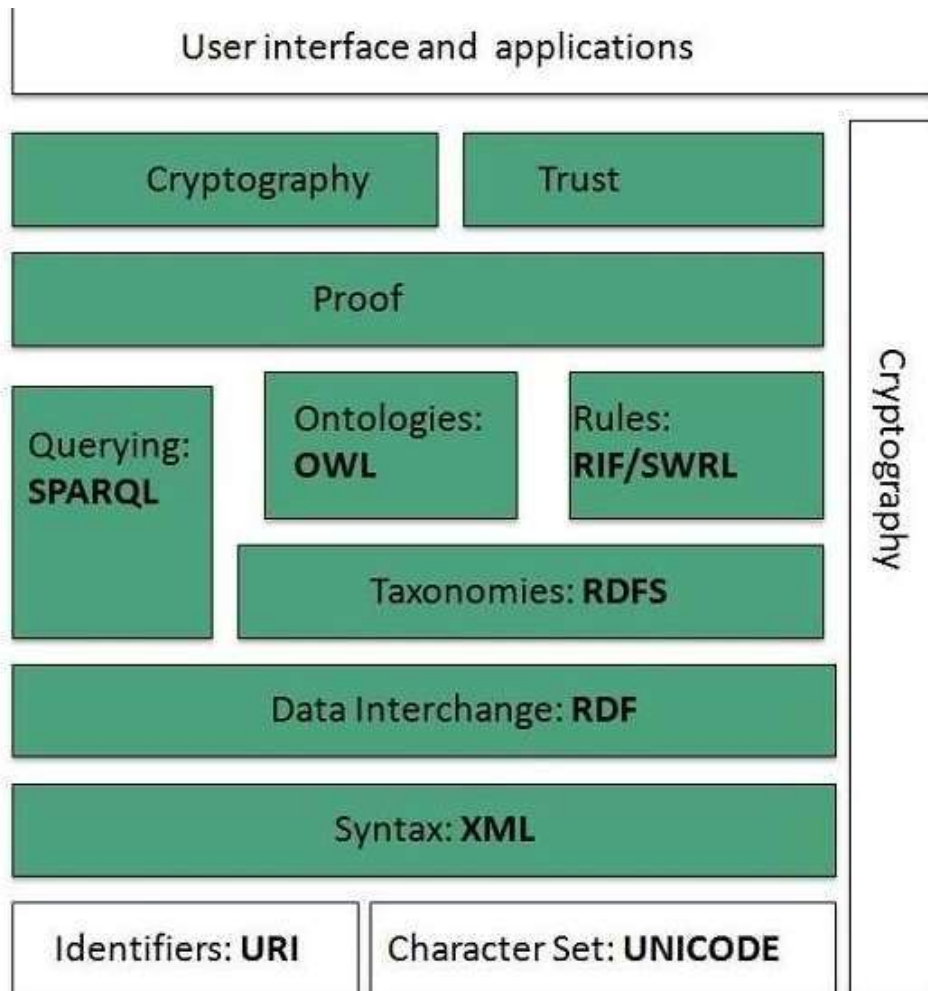 User interface and applications
Cryptography
Trust
Proof
Querying:
SPARQL
Ontologies:
OWL
Rules:
RIF/SWRL
Taxonomies: RDFS
Data Interchange: RDF
Syntax: XML
Identifiers: URI
Character Set: UNICODE
Cryptography